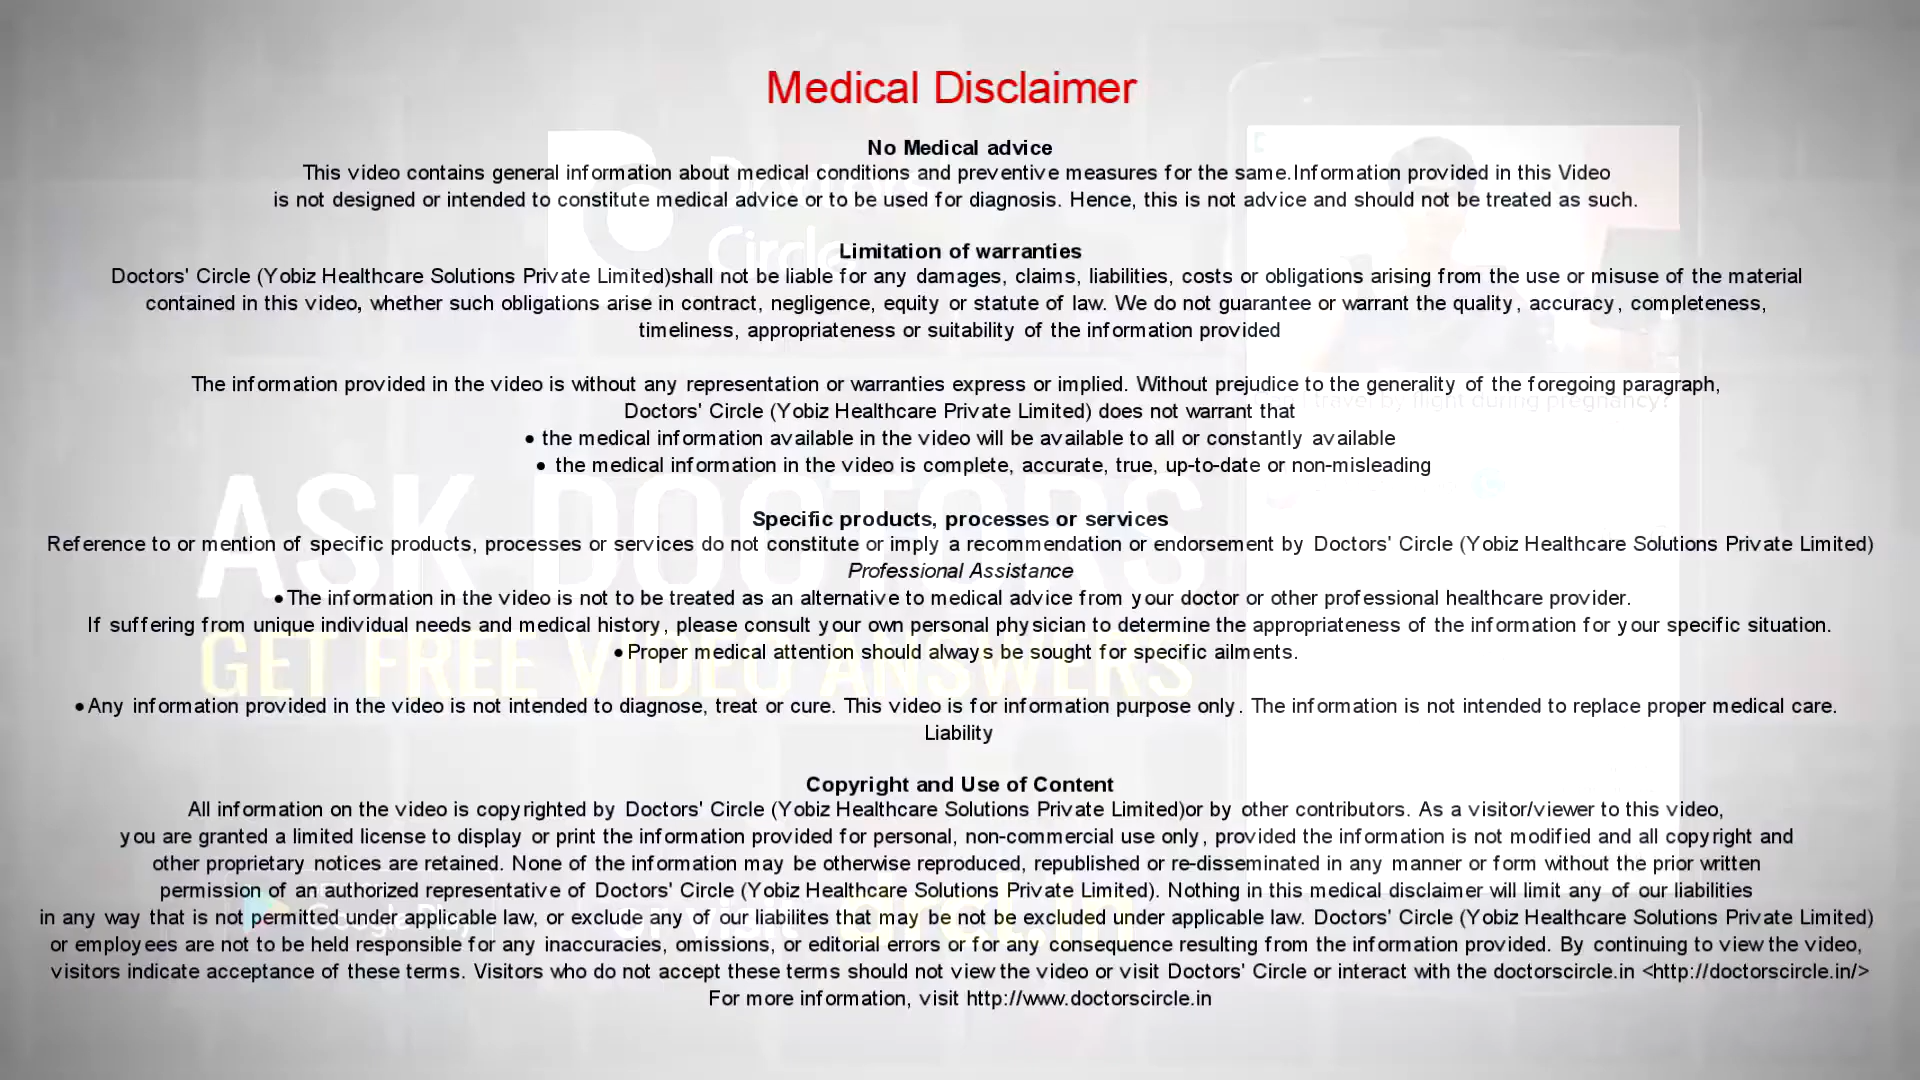 Medical Disclaimer
No Medical advice
This video contains general information about medical conditions and preventive measures for the same.Information provided in this Video
is not designed or intended to constitute medical advice or to be used for diagnosis. Hence, this is not advice and should not be treated as such.
Limitation of warranties
Doctors' Circle (Yobiz Healthcare Solutions Private Limited)shall not be liable for any damages, claims, liabilities, costs or obligations arising from the use or misuse of the material
contained in this video, whether such obligations arise in contract, negligence, equity or statute of law. We do not guarantee or warrant the quality, accuracy, completeness,
timeliness, appropriateness or suitability of the information provided
The information provided in the video is without any representation or warranties express or implied. Without prejudice to the generality of the foregoing paragraph,
Doctors' Circle (Yobiz Healthcare Private Limited) does not warrant that
• the medical information available in the video will be available to all or constantly available
• the medical information in the video is complete, accurate, true, up-to-date or non-misleading
Specific products, processes or services
Reference to or mention of specific products, processes or services do not constitute or imply a recommendation or endorsement by Doctors' Circle (Yobiz Healthcare Solutions Private Limited)
Professional Assistance
•The information in the video is not to be treated as an alternative to medical advice from your doctor or other professional healthcare provider.
If suffering from unique individual needs and medical history, please consult your own personal physician to determine the appropriateness of the information for your specific situation.
•Proper medical attention should always be sought for specific ailments.
•Any information provided in the video is not intended to diagnose, treat or cure. This video is for information purpose only. The information is not intended to replace proper medical care.
Liability
Copyright and Use of Content
All information on the video is copyrighted by Doctors' Circle (Yobiz Healthcare Solutions Private Limited)or by other contributors. As a visitor/viewer to this video,
you are granted a limited license to display or print the information provided for personal, non-commercial use only, provided the information is not modified and all copyright and
other proprietary notices are retained. None of the information may be otherwise reproduced, republished or re-disseminated in any manner or form without the prior written
permission of an authorized representative of Doctors' Circle (Yobiz Healthcare Solutions Private Limited). Nothing in this medical disclaimer will limit any of our liabilities
in any way that is not permitted under applicable law, or exclude any of our liabilites that may be not be excluded under applicable law. Doctors' Circle (Yobiz Healthcare Solutions Private Limited)
or employees are not to be held responsible for any inaccuracies, omissions, or editorial errors or for any consequence resulting from the information provided. By continuing to view the video,
visitors indicate acceptance of these terms. Visitors who do not accept these terms should not view the video or visit Doctors' Circle or interact with the doctorscircle.in <http://doctorscircle.in/>
For more information, visit http://www.doctorscircle.in
Doctors'
Circle
ASK DOCTORS
GET FREE VIDEO ANSWERS
Google Play
or visit drcl.in
travel by flight during pregnancy?